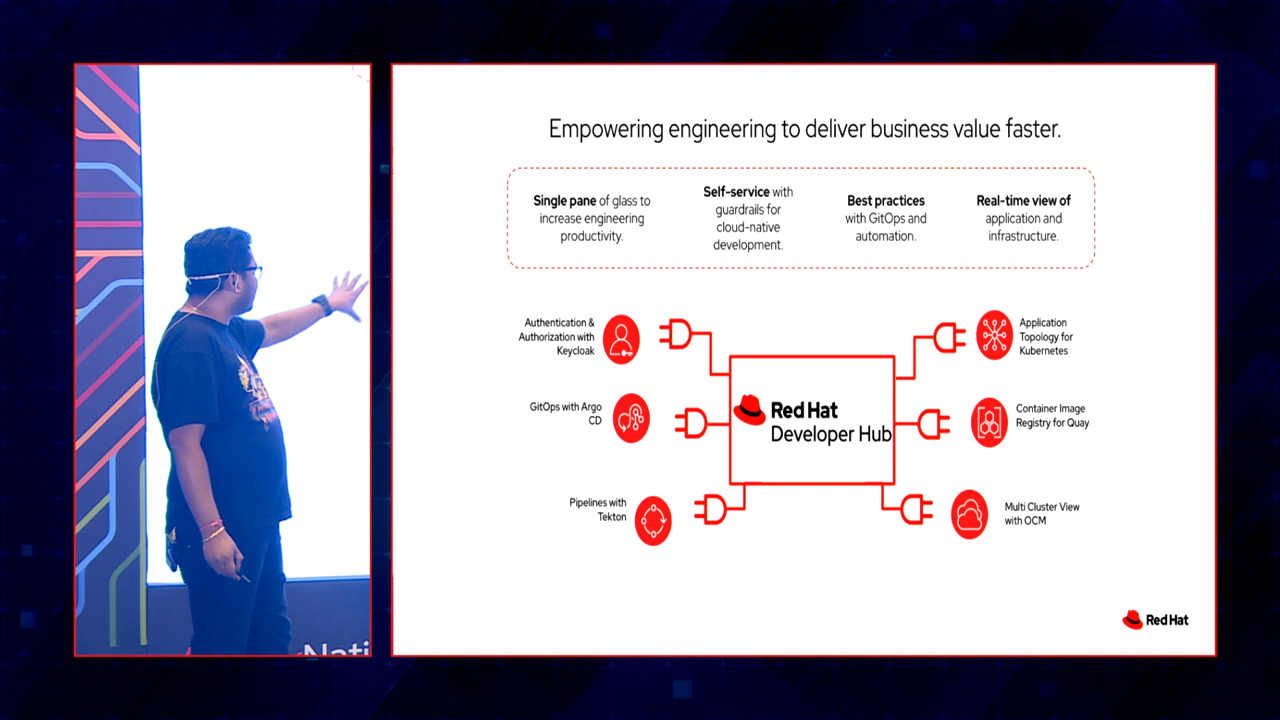 Empowering engineering to deliver business value faster.
Single pane of glass to
increase engineering
productivity.
Self-service with
guardrails for
cloud-native
development.
Best practices
with GitOps and
automation.
Real-time view of
application and
infrastructure.
Authentication &
Authorization with
Keycloak
GitOps with Argo
CD
Pipelines with
Tekton
Red Hat
Developer Hub
Application
Topology for
Kubernetes
Container Image
Registry for Quay
Multi Cluster View
with OCM
Red Hat